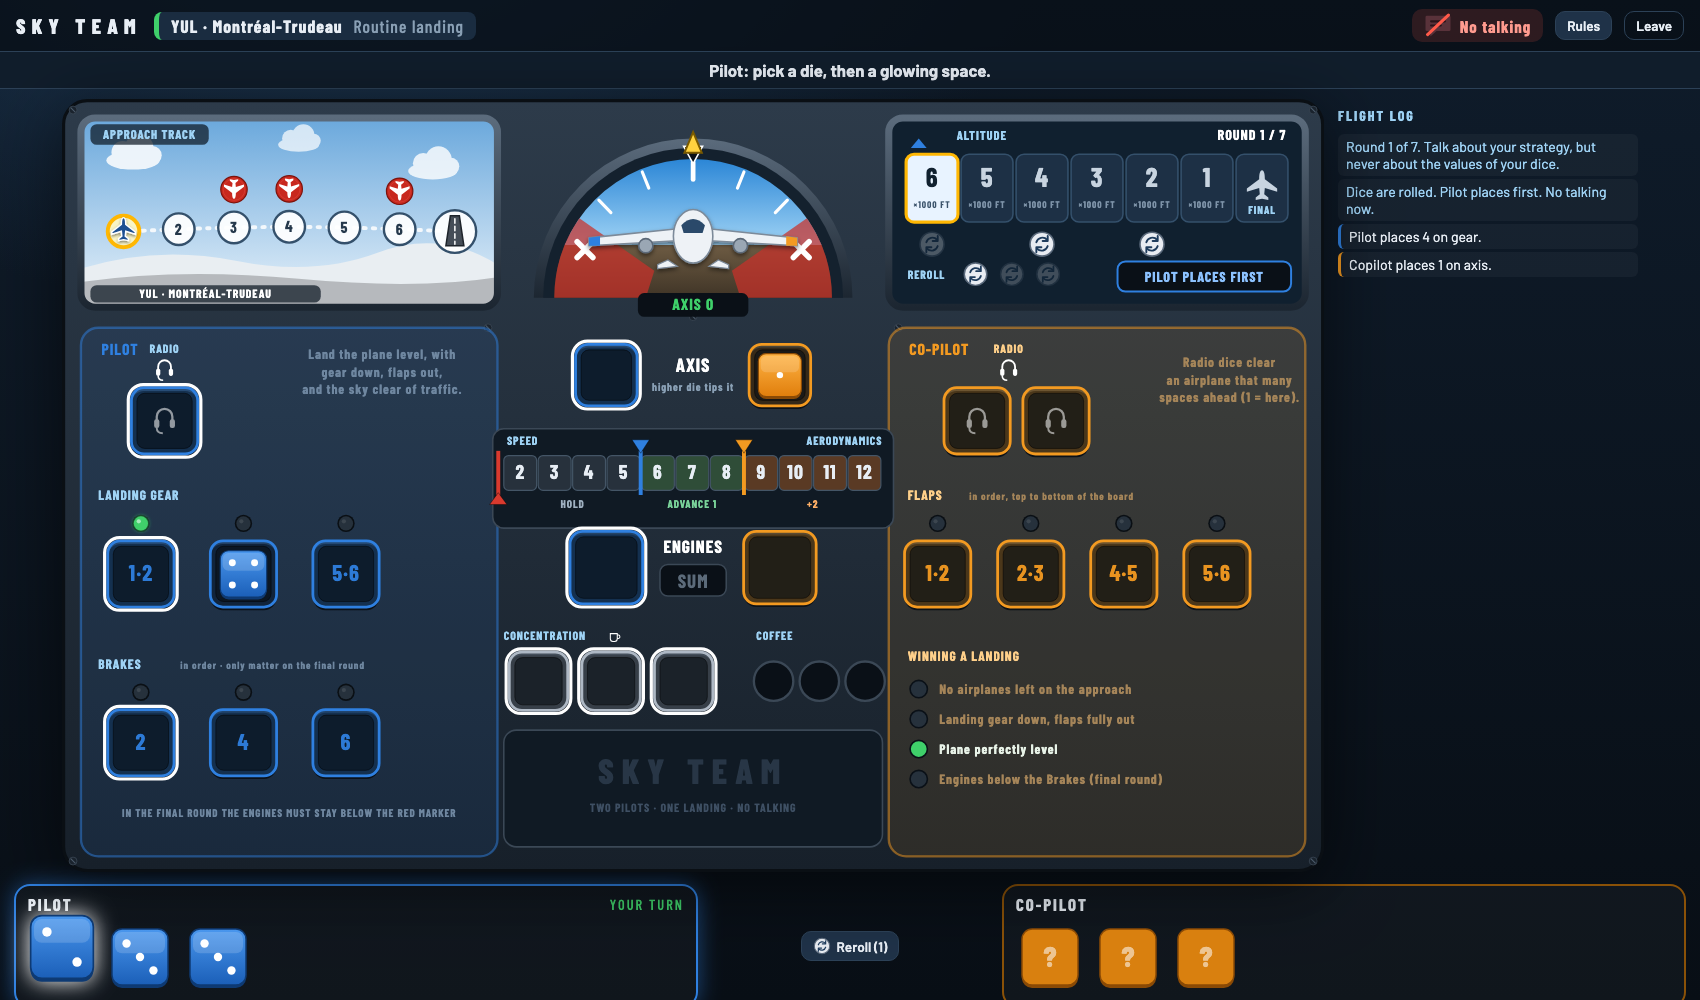 SKY TEAM
YUL · Montréal-Trudeau Routine landing
No talking
Rules
Leave
Pilot: pick a die, then a glowing space.
APPROACH TRACK
2
3
4
5
6
YUL · MONTRÉAL-TRUDEAU
AXIS 0
ALTITUDE
ROUND 1 / 7
6
×1000 FT
5
×1000 FT
4
×1000 FT
3
×1000 FT
2
×1000 FT
1
×1000 FT
FINAL
REROLL
PILOT PLACES FIRST
FLIGHT LOG
Round 1 of 7. Talk about your strategy, but
never about the values of your dice.
Dice are rolled. Pilot places first. No talking
now.
Pilot places 4 on gear.
Copilot places 1 on axis.
PILOT
RADIO
Land the plane level, with
gear down, flaps out,
and the sky clear of traffic.
LANDING GEAR
1·2
5·6
BRAKES
in order · only matter on the final round
2
4
6
IN THE FINAL ROUND THE ENGINES MUST STAY BELOW THE RED MARKER
AXIS
higher die tips it
SPEED
AERODYNAMICS
2
3
4
5
6
7
8
9
10
11
12
HOLD
ADVANCE 1
+2
ENGINES
SUM
CONCENTRATION
COFFEE
SKY TEAM
TWO PILOTS · ONE LANDING · NO TALKING
CO-PILOT
RADIO
Radio dice clear
an airplane that many
spaces ahead (1 = here).
FLAPS
in order, top to bottom of the board
1·2
2·3
4·5
5·6
WINNING A LANDING
No airplanes left on the approach
Landing gear down, flaps fully out
Plane perfectly level
Engines below the Brakes (final round)
PILOT
YOUR TURN
Reroll (1)
CO-PILOT
?
?
?